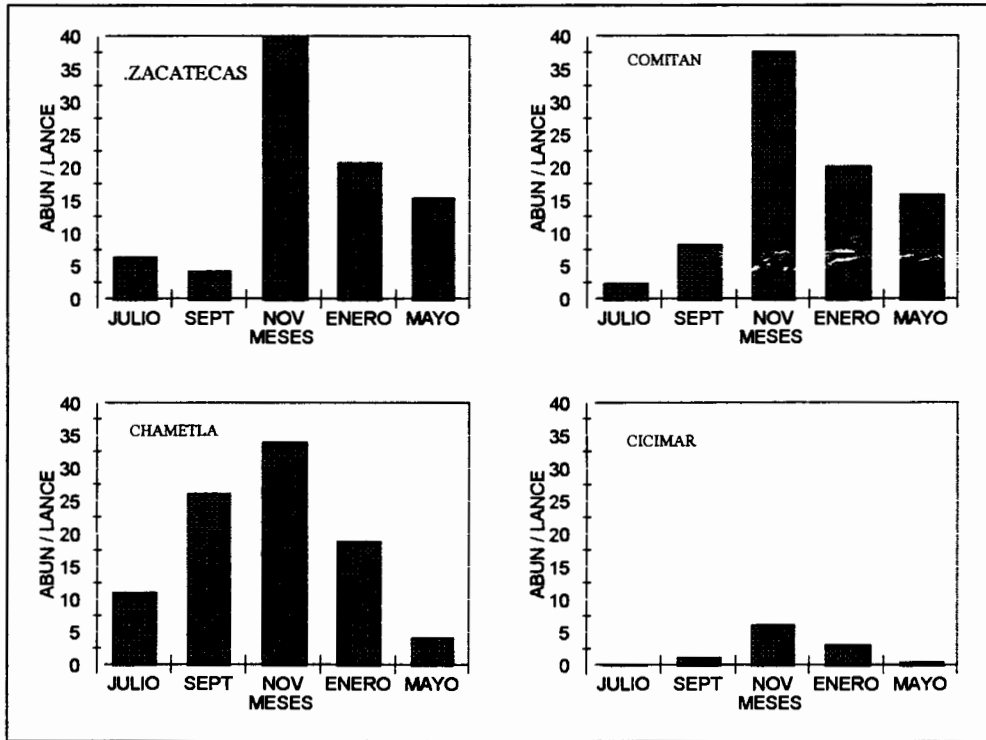 .ZACATECAS
ABUN / LANCE
40
35
30
25
20
15
10
5
0
JULIO SEPT NOV ENERO MAYO
MESES
COMITAN
ABUN / LANCE
40
35
30
25
20
15
10
5
0
JULIO SEPT NOV ENERO MAYO
MESES
CHAMETLA
ABUN / LANCE
40
35
30
25
20
15
10
5
0
JULIO SEPT NOV ENERO MAYO
MESES
CICIMAR
ABUN / LANCE
40
35
30
25
20
15
10
5
0
JULIO SEPT NOV ENERO MAYO
MESES